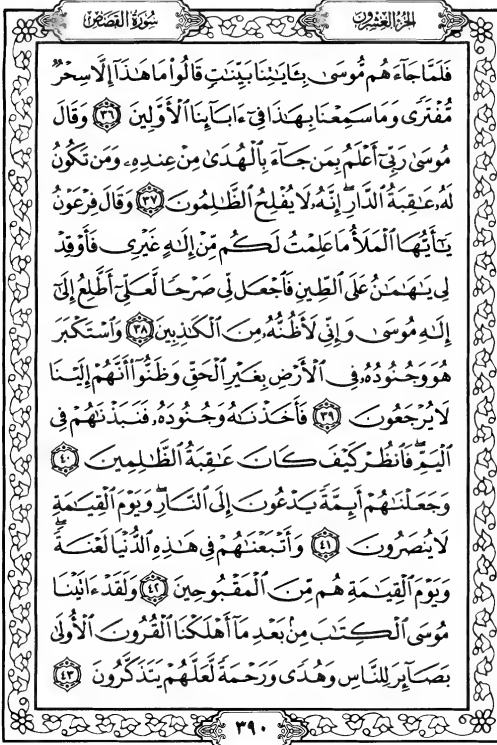 سُورَةُ القَصَصِ
الجُزءُ العِشْرُونَ
فَلَمَّا جَآءَهُم مُّوسَىٰ بِـَٔايَٰتِنَا بَيِّنَٰتٍ قَالُوا۟ مَا هَٰذَآ إِلَّا سِحْرٌ
مُّفْتَرًى وَمَا سَمِعْنَا بِهَٰذَا فِىٓ ءَابَآئِنَا ٱلْأَوَّلِينَ ٣٦ وَقَالَ
مُوسَىٰ رَبِّىٓ أَعْلَمُ بِمَن جَآءَ بِٱلْهُدَىٰ مِنْ عِندِهِۦ وَمَن تَكُونُ
لَهُۥ عَٰقِبَةُ ٱلدَّارِ ۖ إِنَّهُۥ لَا يُفْلِحُ ٱلظَّٰلِمُونَ ٣٧ وَقَالَ فِرْعَوْنُ
يَٰٓأَيُّهَا ٱلْمَلَأُ مَا عَلِمْتُ لَكُم مِّنْ إِلَٰهٍ غَيْرِى فَأَوْقِدْ
لِى يَٰهَٰمَٰنُ عَلَى ٱلطِّينِ فَٱجْعَل لِّى صَرْحًا لَّعَلِّىٓ أَطَّلِعُ إِلَىٰٓ
إِلَٰهِ مُوسَىٰ وَإِنِّى لَأَظُنُّهُۥ مِنَ ٱلْكَٰذِبِينَ ٣٨ وَٱسْتَكْبَرَ
هُوَ وَجُنُودُهُۥ فِى ٱلْأَرْضِ بِغَيْرِ ٱلْحَقِّ وَظَنُّوٓا۟ أَنَّهُمْ إِلَيْنَا
لَا يُرْجَعُونَ ٣٩ فَأَخَذْنَٰهُ وَجُنُودَهُۥ فَنَبَذْنَٰهُمْ فِى
ٱلْيَمِّ ۖ فَٱنظُرْ كَيْفَ كَانَ عَٰقِبَةُ ٱلظَّٰلِمِينَ ٤٠
وَجَعَلْنَٰهُمْ أَئِمَّةً يَدْعُونَ إِلَى ٱلنَّارِ ۖ وَيَوْمَ ٱلْقِيَٰمَةِ
لَا يُنصَرُونَ ٤١ وَأَتْبَعْنَٰهُمْ فِى هَٰذِهِ ٱلدُّنْيَا لَعْنَةً ۖ
وَيَوْمَ ٱلْقِيَٰمَةِ هُم مِّنَ ٱلْمَقْبُوحِينَ ٤٢ وَلَقَدْ ءَاتَيْنَا
مُوسَى ٱلْكِتَٰبَ مِنۢ بَعْدِ مَآ أَهْلَكْنَا ٱلْقُرُونَ ٱلْأُولَىٰ
بَصَآئِرَ لِلنَّاسِ وَهُدًى وَرَحْمَةً لَّعَلَّهُمْ يَتَذَكَّرُونَ ٤٣
٣٩٠